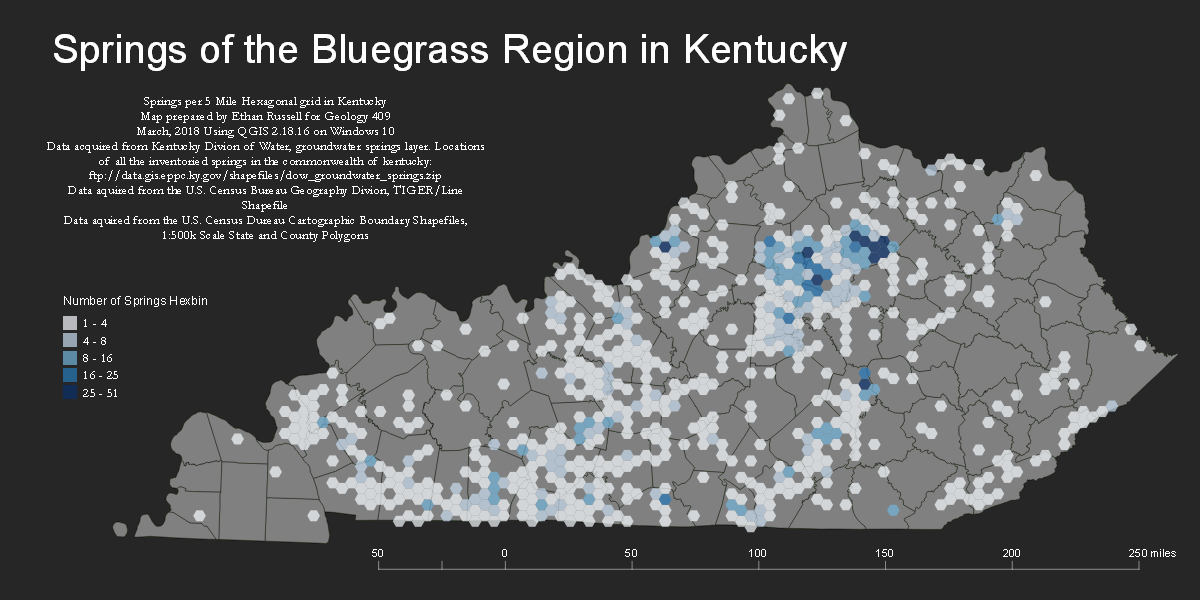 Springs of the Bluegrass Region in Kentucky
Springs per 5 Mile Hexagonal grid in Kentucky
Map prepared by Ethan Russell for Geology 409
March, 2018 Using QGIS 2.18.16 on Windows 10
Data acquired from Kentucky Divion of Water, groundwater springs layer. Locations
of all the inventoried springs in the commonwealth of kentucky:
ftp://data.gis.eppc.ky.gov/shapefiles/dow_groundwater_springs.zip
Data aquired from the U.S. Census Bureau Geography Divion, TIGER/Line
Shapefile
Data aquired from the U.S. Census Dureau Cartographic Boundary Shapefiles,
1:500k Scale State and County Polygons
Number of Springs Hexbin
1 - 4
4 - 8
8 - 16
16 - 25
25 - 51
50 0 50 100 150 200 250 miles